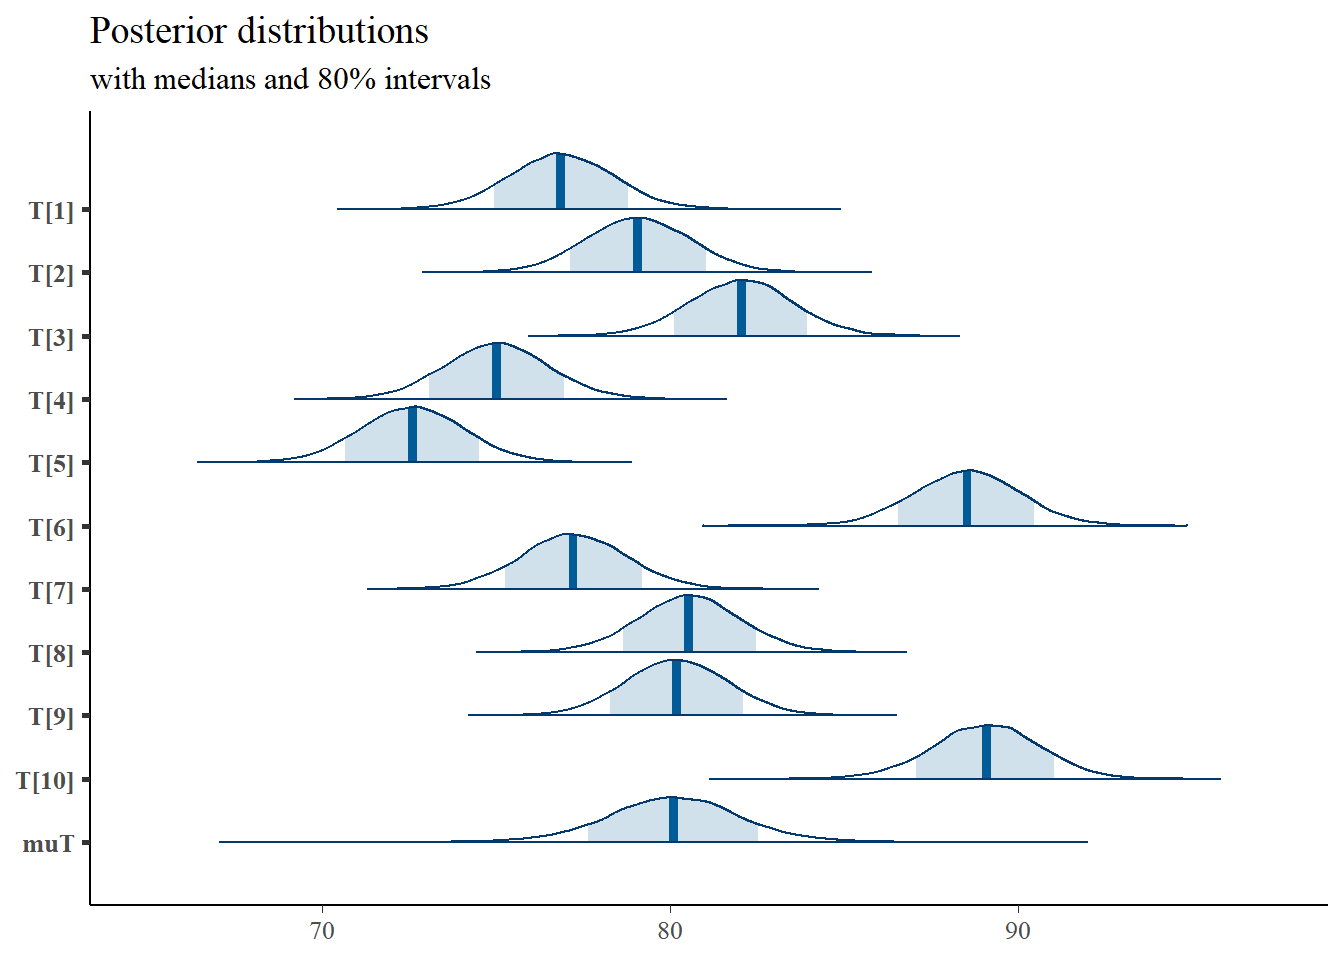 Posterior distributions
with medians and 80% intervals
T[1]
T[2]
T[3]
T[4]
T[5]
T[6]
T[7]
T[8]
T[9]
T[10]
muT
70 80 90